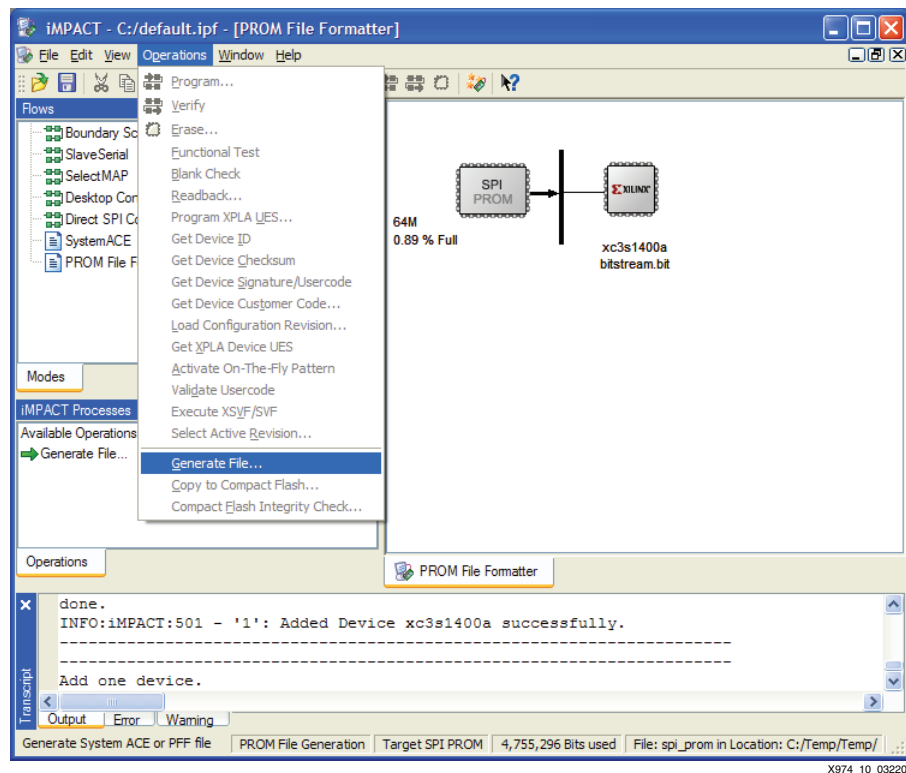 iMPACT - C:/default.ipf - [PROM File Formatter]
File Edit View Operations Window Help
Flows
Boundary Sc
SlaveSerial
SelectMAP
Desktop Con
Direct SPI Co
SystemACE
PROM File F
Modes
iMPACT Processes
Available Operations
Generate File...
Operations
Program...
Verify
Erase...
Functional Test
Blank Check
Readback...
Program XPLA UES...
Get Device ID
Get Device Checksum
Get Device Signature/Usercode
Get Device Customer Code...
Load Configuration Revision...
Get XPLA Device UES
Activate On-The-Fly Pattern
Validate Usercode
Execute XSVF/SVF
Select Active Revision...
Generate File...
Copy to Compact Flash...
Compact Flash Integrity Check...
SPI
PROM
64M
0.89 % Full
XILINX
xc3s1400a
bitstream.bit
PROM File Formatter
done.
INFO:iMPACT:501 - '1': Added Device xc3s1400a successfully.
----------------------------------------------------------------------
----------------------------------------------------------------------
Add one device.
Transcript
Output Error Warning
Generate System ACE or PFF file PROM File Generation Target SPI PROM 4,755,296 Bits used File: spi_prom in Location: C:/Temp/Temp/
X974_10_03220